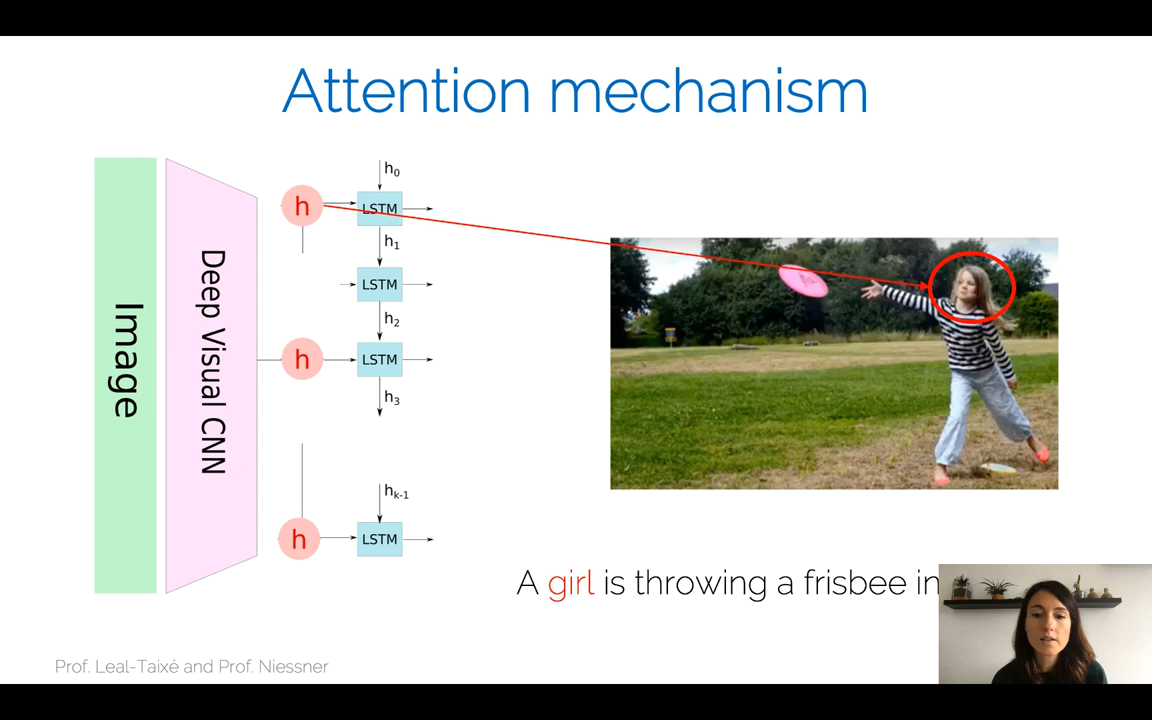 Attention mechanism
Image
Deep Visual CNN
h
h
h
h0
LSTM
h1
LSTM
h2
LSTM
h3
hk-1
LSTM
A girl is throwing a frisbee in
Prof. Leal-Taixé and Prof. Niessner